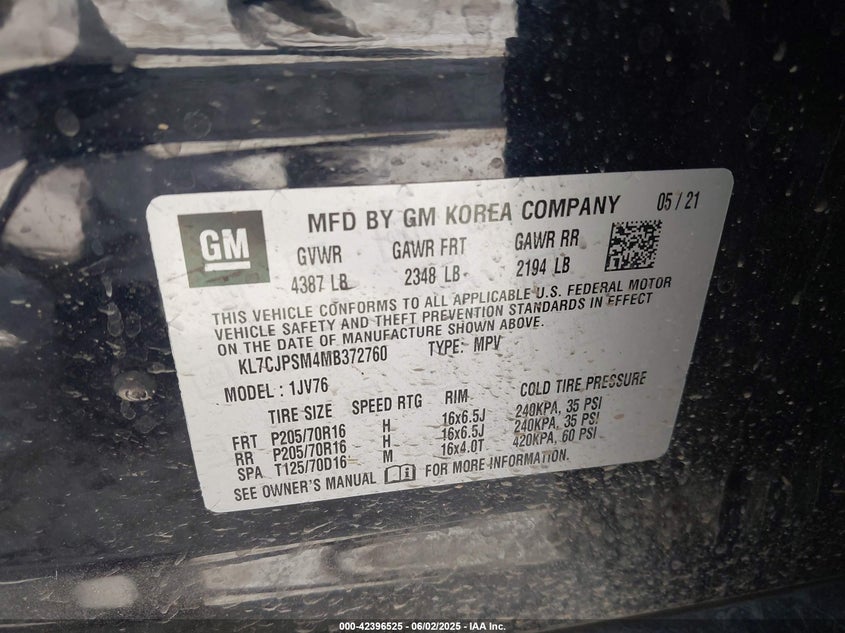 GM
MFD BY GM KOREA COMPANY 05 / 21
GVWR GAWR FRT GAWR RR
4387 LB 2348 LB 2194 LB
THIS VEHICLE CONFORMS TO ALL APPLICABLE U.S. FEDERAL MOTOR
VEHICLE SAFETY AND THEFT PREVENTION STANDARDS IN EFFECT
ON THE DATE OF MANUFACTURE SHOWN ABOVE.
KL7CJPSM4MB372760 TYPE: MPV
MODEL : 1JV76
TIRE SIZE SPEED RTG RIM COLD TIRE PRESSURE
FRT P205/70R16 H 16x6.5J 240KPA, 35 PSI
RR P205/70R16 H 16x6.5J 240KPA, 35 PSI
SPA T125/70D16 M 16x4.0T 420KPA, 60 PSI
SEE OWNER'S MANUAL FOR MORE INFORMATION.
000-42396525 - 06/02/2025 - IAA Inc.